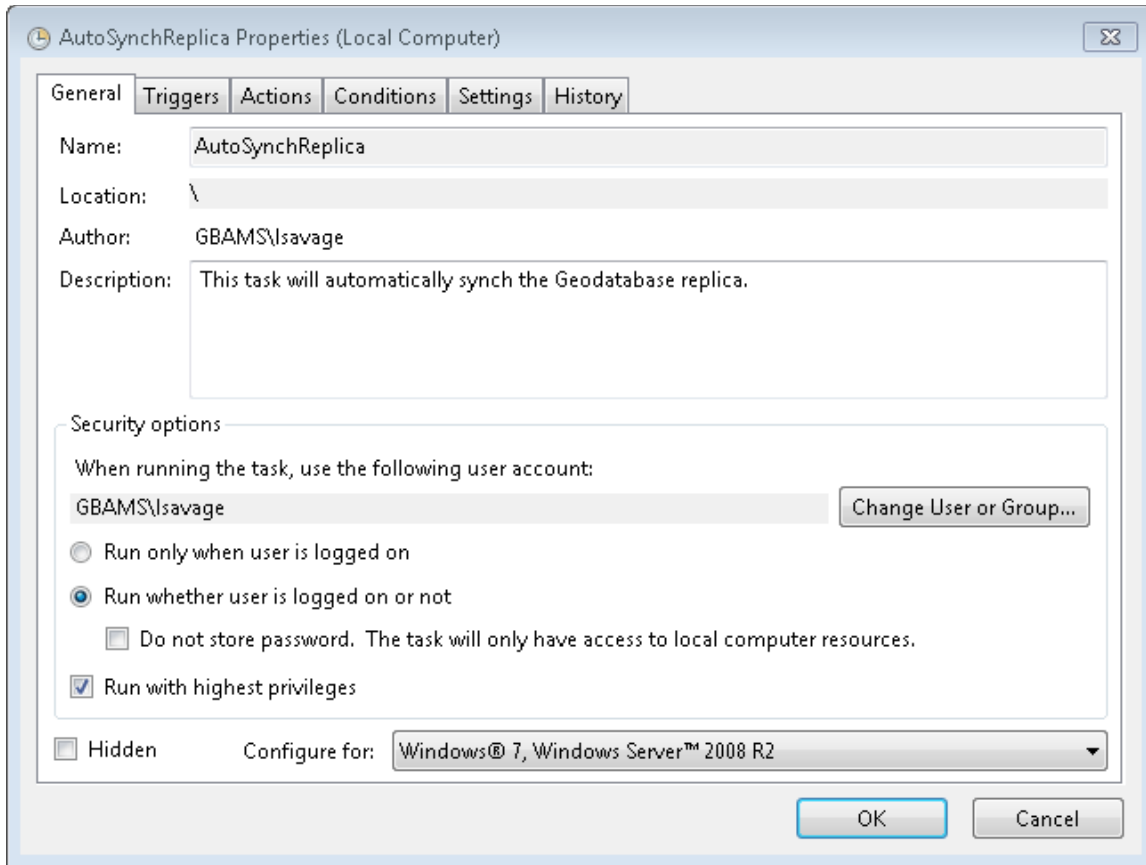 AutoSynchReplica Properties (Local Computer)
General Triggers Actions Conditions Settings History
Name: AutoSynchReplica
Location: \
Author: GBAMS\lsavage
Description: This task will automatically synch the Geodatabase replica.
Security options
When running the task, use the following user account:
GBAMS\lsavage Change User or Group...
Run only when user is logged on
Run whether user is logged on or not
Do not store password. The task will only have access to local computer resources.
Run with highest privileges
Hidden Configure for: Windows® 7, Windows Server™ 2008 R2
OK Cancel